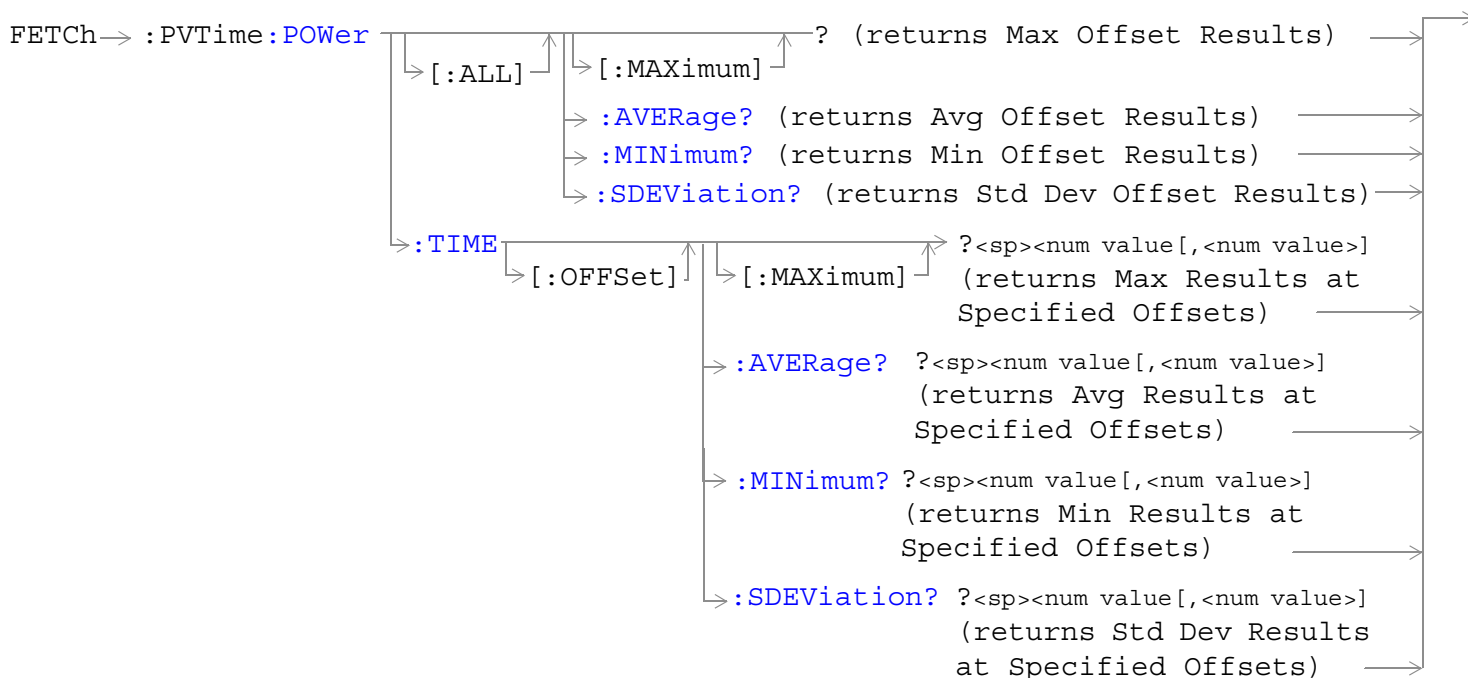 FETCh :PVTime:POWer ? (returns Max Offset Results)
[:ALL] [:MAXimum]
:AVERage? (returns Avg Offset Results)
:MINimum? (returns Min Offset Results)
:SDEViation? (returns Std Dev Offset Results)
:TIME ?<sp><num value[,<num value>]
[:OFFSet] [:MAXimum] (returns Max Results at
Specified Offsets)
:AVERage? ?<sp><num value[,<num value>]
(returns Avg Results at
Specified Offsets)
:MINimum? ?<sp><num value[,<num value>]
(returns Min Results at
Specified Offsets)
:SDEViation? ?<sp><num value[,<num value>]
(returns Std Dev Results
at Specified Offsets)